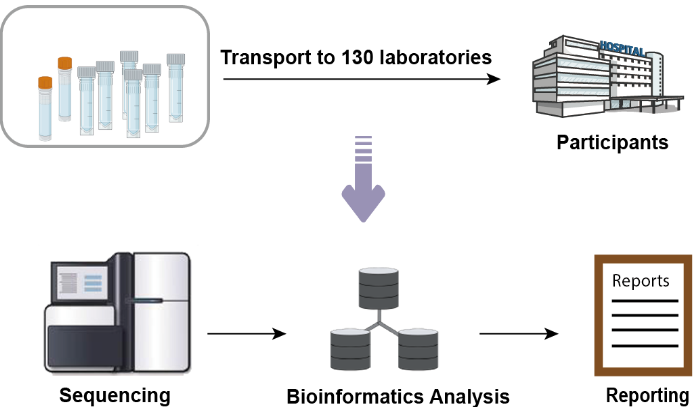 Transport to 130 laboratories
HOSPITAL
Participants
Reports
Sequencing
Bioinformatics Analysis
Reporting